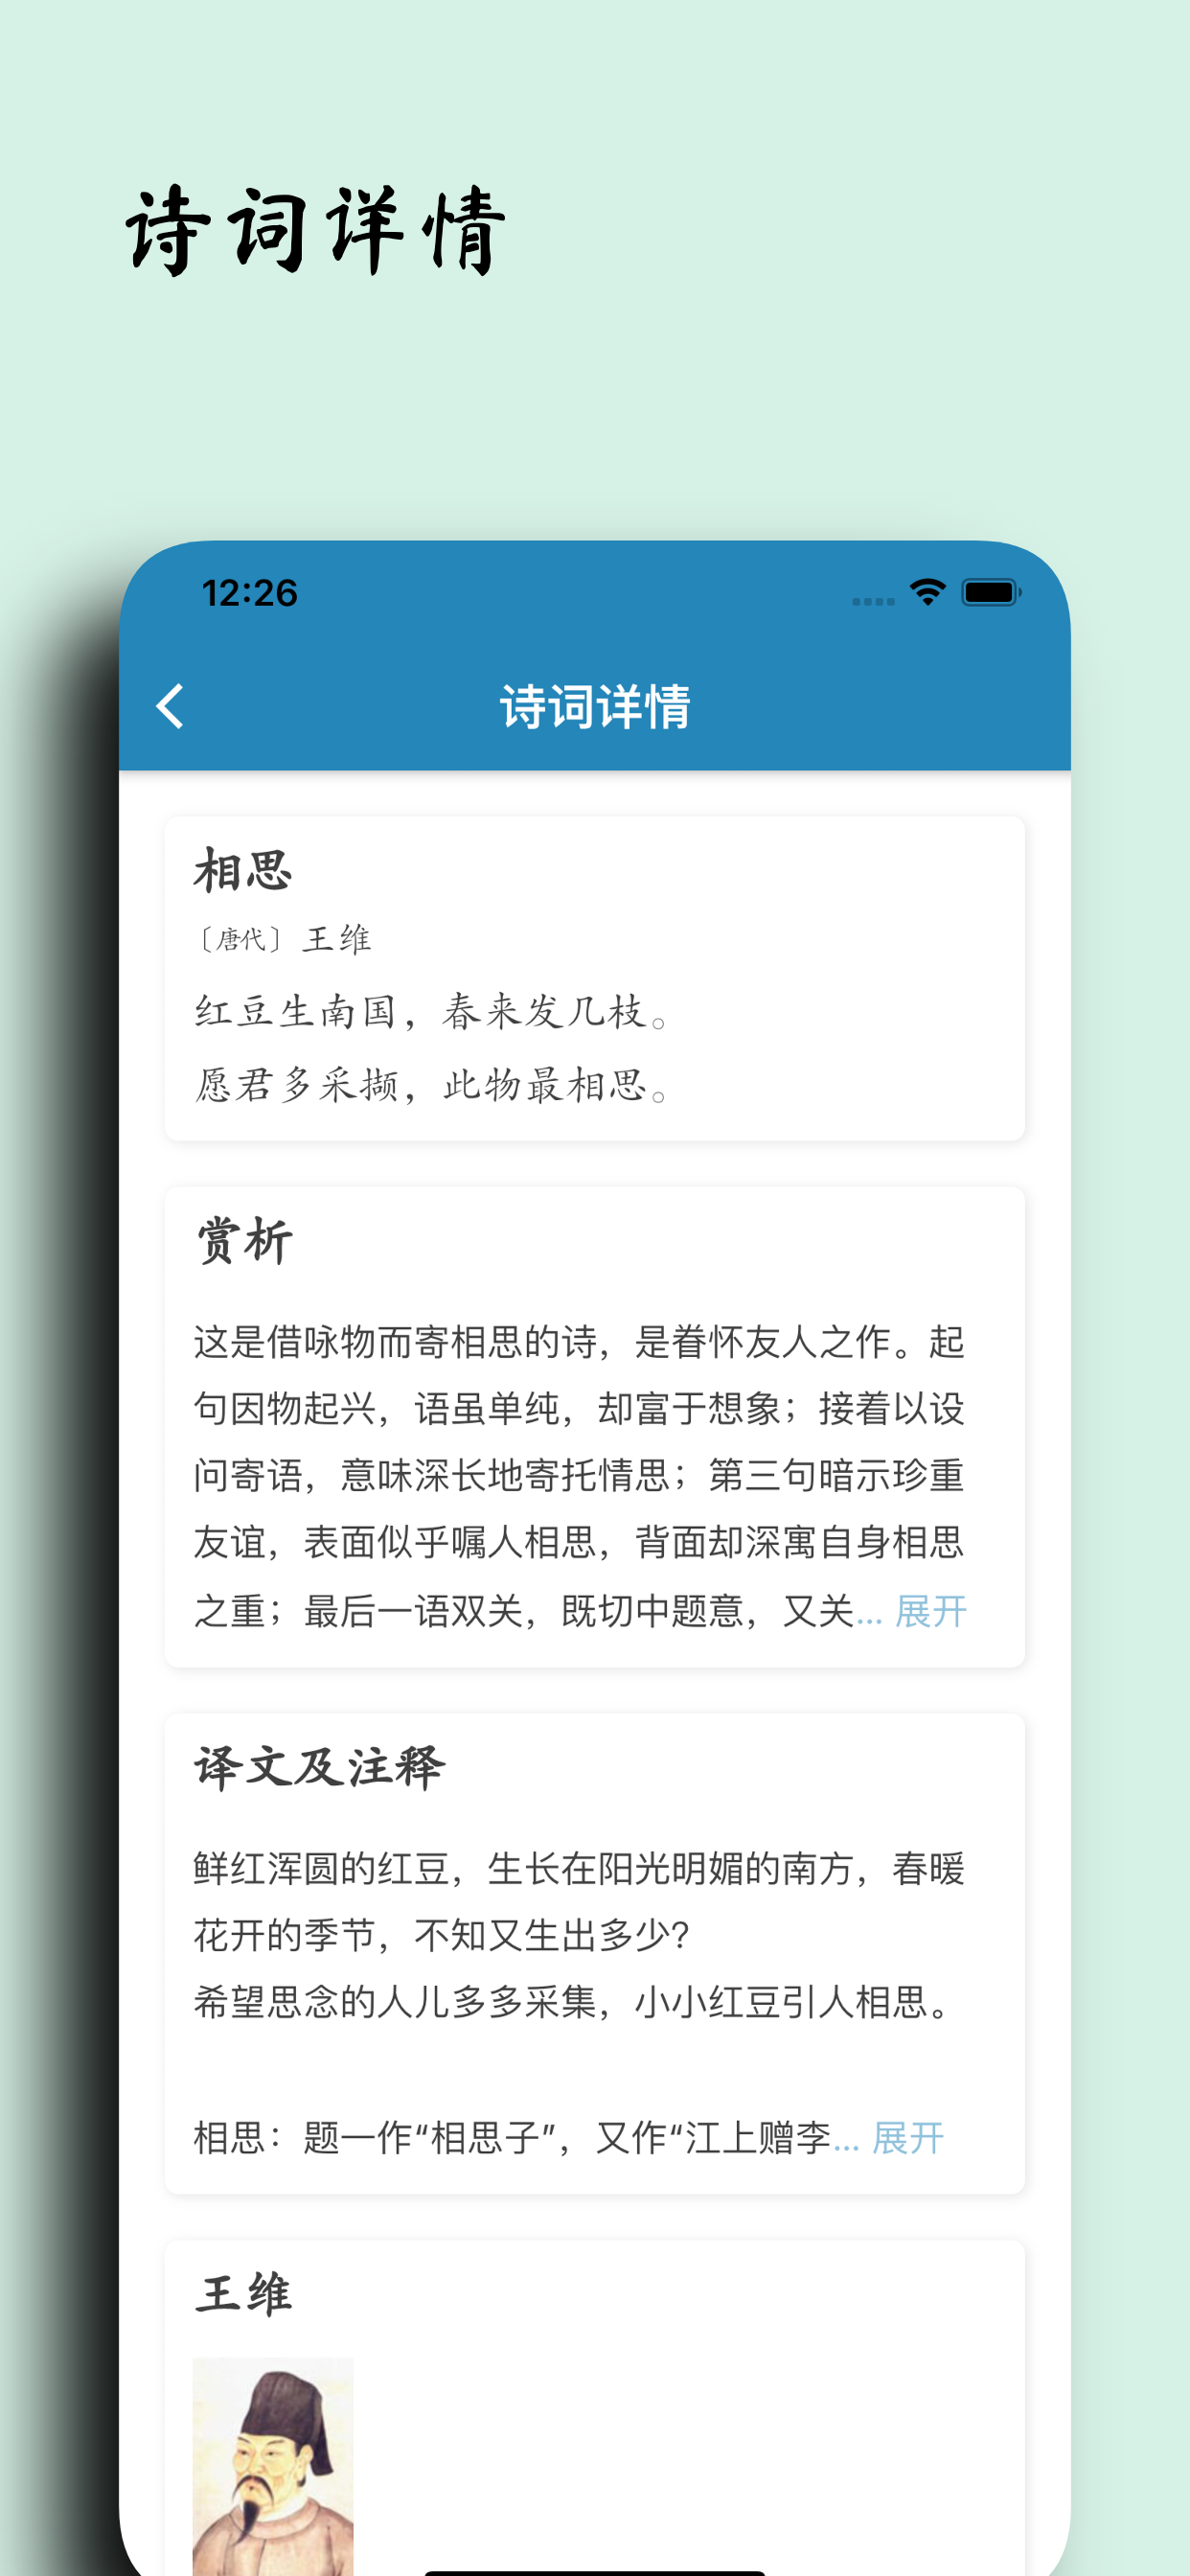 诗词详情
12:26
诗词详情
相思
〔唐代〕王维
红豆生南国，春来发几枝。
愿君多采撷，此物最相思。
赏析
这是借咏物而寄相思的诗，是眷怀友人之作。起
句因物起兴，语虽单纯，却富于想象；接着以设
问寄语，意味深长地寄托情思；第三句暗示珍重
友谊，表面似乎嘱人相思，背面却深寓自身相思
之重；最后一语双关，既切中题意，又关... 展开
译文及注释
鲜红浑圆的红豆，生长在阳光明媚的南方，春暖
花开的季节，不知又生出多少？
希望思念的人儿多多采集，小小红豆引人相思。
相思：题一作“相思子”，又作“江上赠李... 展开
王维